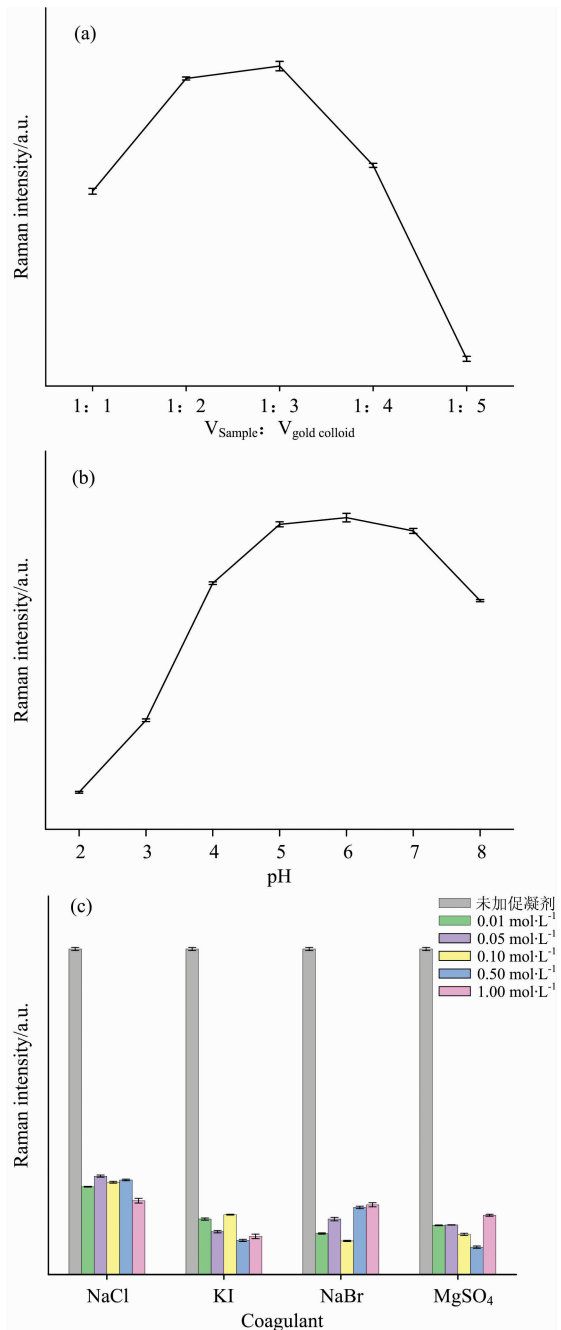 (a)
Raman intensity/a.u.
1：1 1：2 1：3 1：4 1：5
V_Sample：V_gold colloid
(b)
Raman intensity/a.u.
2 3 4 5 6 7 8
pH
(c)
未加促凝剂
0.01 mol·L⁻¹
0.05 mol·L⁻¹
0.10 mol·L⁻¹
0.50 mol·L⁻¹
1.00 mol·L⁻¹
Raman intensity/a.u.
NaCl KI NaBr MgSO₄
Coagulant